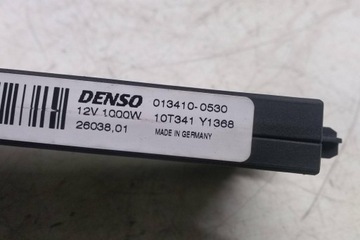 DENSO 013410-0530
12V 1000W 10T341 Y1368
26038,01 MADE IN GERMANY